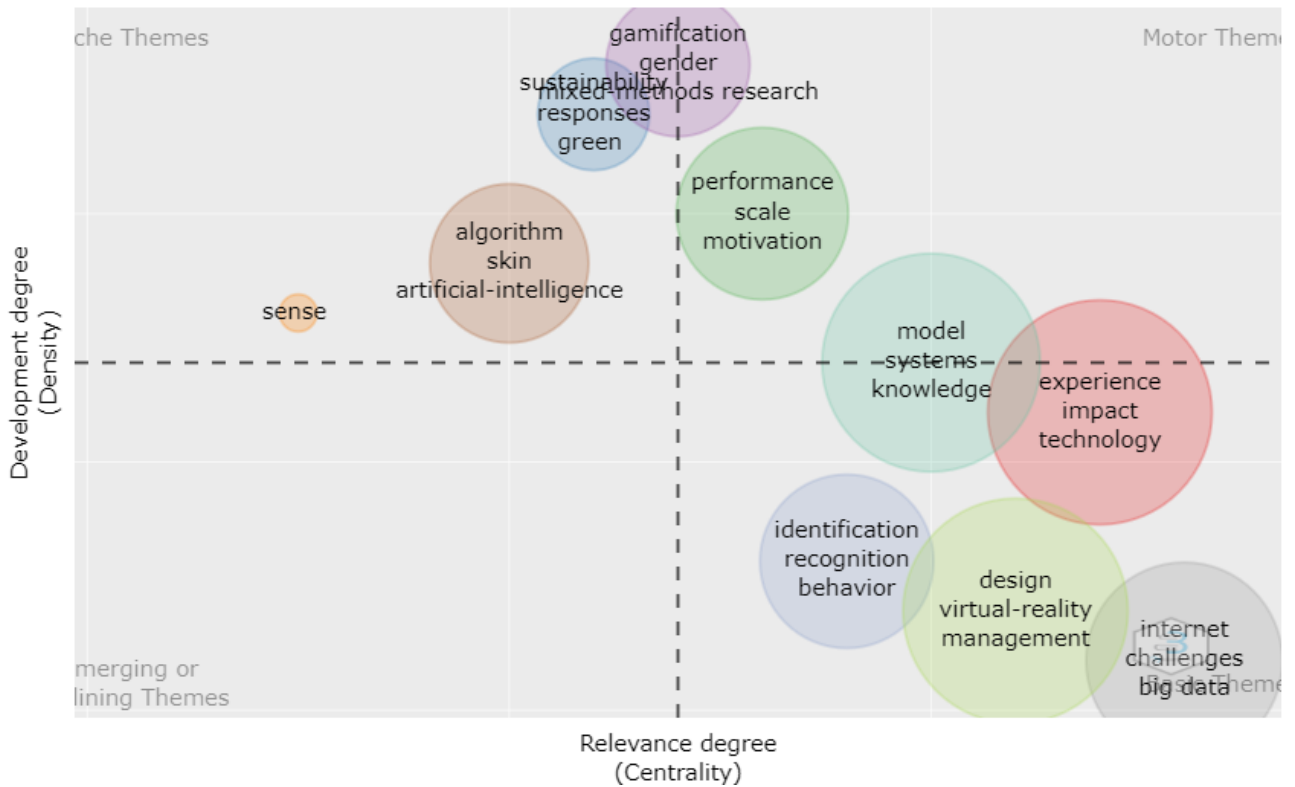 che Themes
Motor Theme
gamification
gender
mixed-methods research
sustainability
responses
green
performance
scale
motivation
algorithm
skin
artificial-intelligence
sense
model
systems
knowledge
experience
impact
technology
identification
recognition
behavior
design
virtual-reality
management
internet
challenges
big data
Basic Theme
merging or
lining Themes
Development degree
(Density)
Relevance degree
(Centrality)